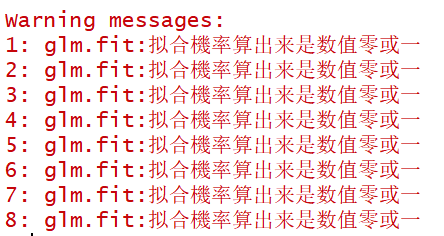 Warning messages:
1: glm.fit:拟合機率算出来是数值零或一
2: glm.fit:拟合機率算出来是数值零或一
3: glm.fit:拟合機率算出来是数值零或一
4: glm.fit:拟合機率算出来是数值零或一
5: glm.fit:拟合機率算出来是数值零或一
6: glm.fit:拟合機率算出来是数值零或一
7: glm.fit:拟合機率算出来是数值零或一
8: glm.fit:拟合機率算出来是数值零或一